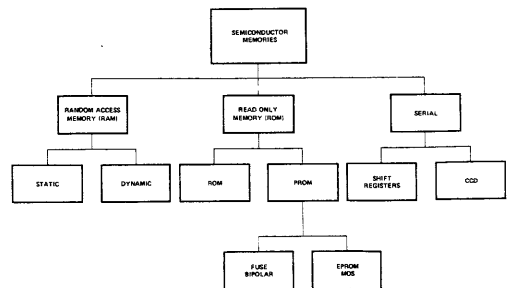 SEMICONDUCTOR
MEMORIES
RANDOM ACCESS
MEMORY (RAM)
READ ONLY
MEMORY (ROM)
SERIAL
STATIC
DYNAMIC
ROM
PROM
SHIFT
REGISTERS
CCD
FUSE
BIPOLAR
EPROM
MOS